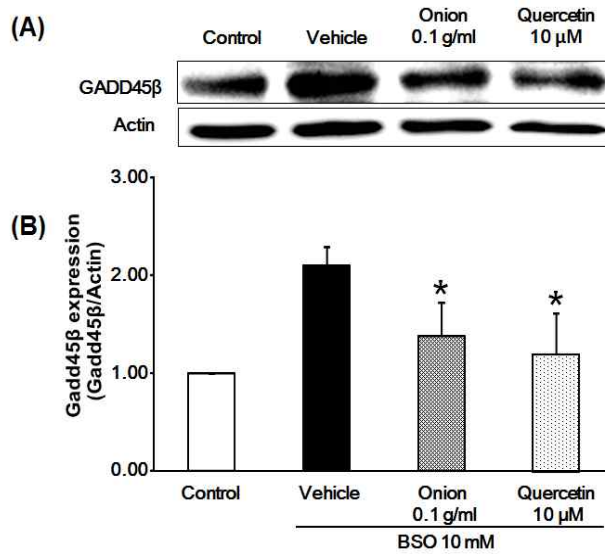 (A)
Control
Vehicle
Onion
0.1 g/ml
Quercetin
10 µM
GADD45β
Actin
(B)
Gadd45β expression
(Gadd45β/Actin)
3.00
2.00
1.00
0.00
*
*
Control
Vehicle
Onion
0.1 g/ml
Quercetin
10 µM
BSO 10 mM